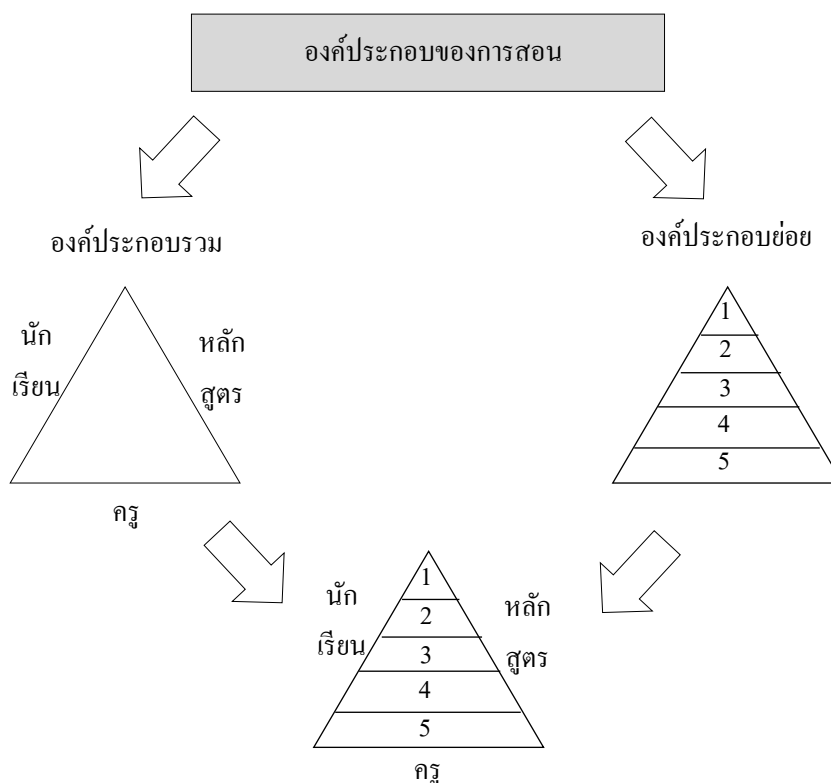 องค์ประกอบของการสอน
องค์ประกอบรวม
องค์ประกอบย่อย
นัก
เรียน
หลัก
สูตร
ครู
1
2
3
4
5
นัก
เรียน
1
2
3
4
5
หลัก
สูตร
ครู